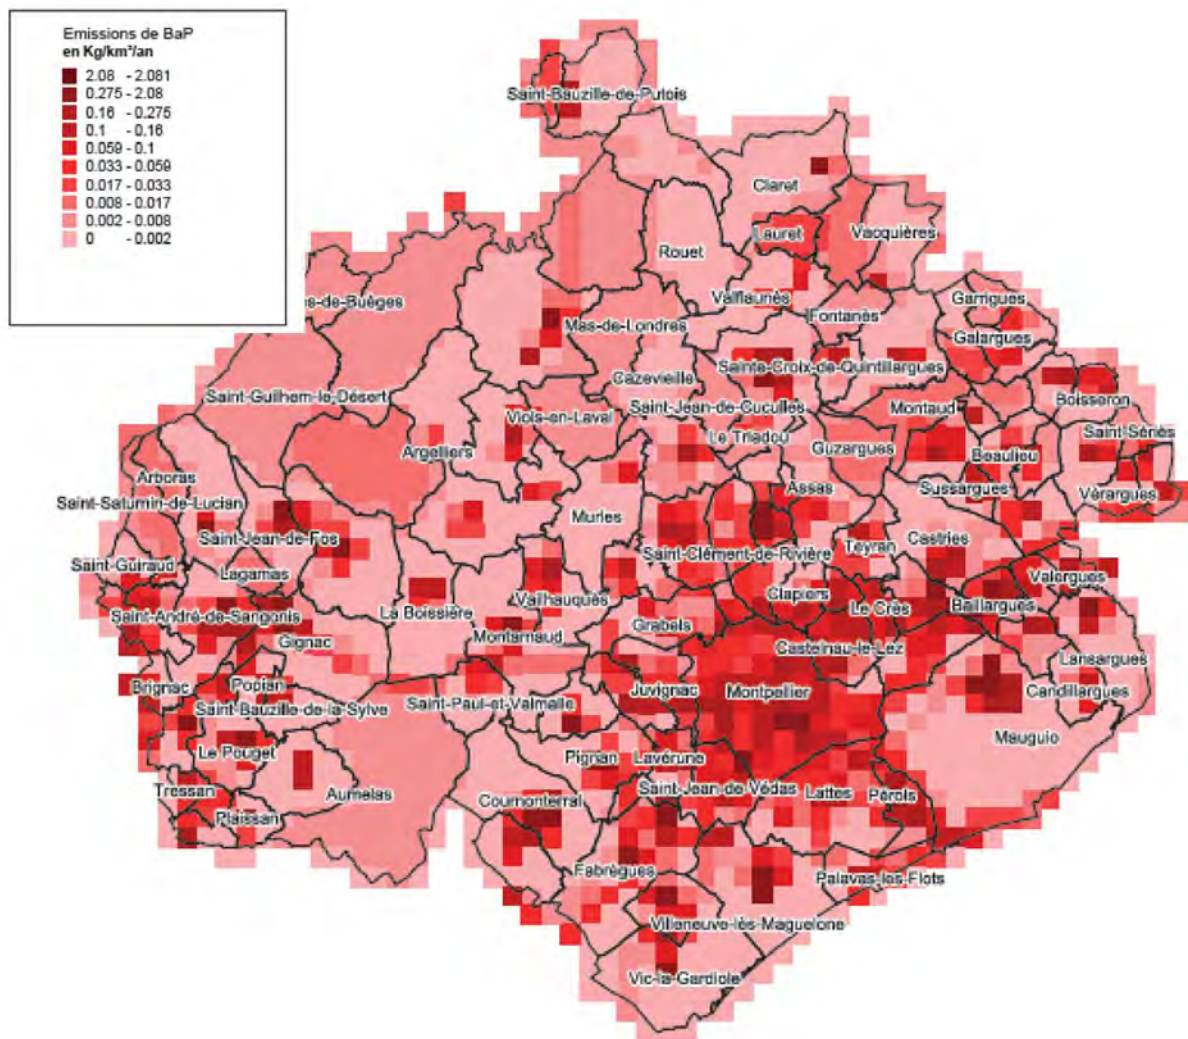 Emissions de BaP
en Kg/km²/an
2.08 - 2.081
0.275 - 2.08
0.16 - 0.275
0.1 - 0.16
0.059 - 0.1
0.033 - 0.059
0.017 - 0.033
0.008 - 0.017
0.002 - 0.008
0 - 0.002
Saint-Bauzille-de-Putois
Claret
Lauret
Vacquières
Rouet
Valflaunès
Garrigues
es-de-Buèges
Fontanès
Mas-de-Londres
Galargues
Sainte-Croix-de-Quintillargues
Cazevieille
Saint-Guilhem-le-Désert
Boisseron
Saint-Jean-de-Cuculles
Montaud
Viols-en-Laval
Le Triadou
Saint-Sériès
Argelliers
Guzargues
Beaulieu
Arboras
Assas
Sussargues
Vérargues
Saint-Saturnin-de-Lucian
Murles
Saint-Jean-de-Fos
Castries
Teyran
Saint-Clément-de-Rivière
Saint-Guiraud
Lagamas
Valergues
Clapiers
Vailhauquès
Le Crès
Baillargues
La Boissière
Saint-André-de-Sangonis
Grabels
Montarnaud
Gignac
Castelnau-le-Lez
Lansargues
Brignac
Popian
Juvignac
Montpellier
Candillargues
Saint-Paul-et-Valmalle
Saint-Bauzille-de-la-Sylve
Mauguio
Le Pouget
Pignan
Lavérune
Saint-Jean-de-Védas
Tressan
Aumelas
Lattes
Pérols
Cournonterral
Plaissan
Fabrègues
Palavas-les-Flots
Villeneuve-lès-Maguelone
Vic-la-Gardiole